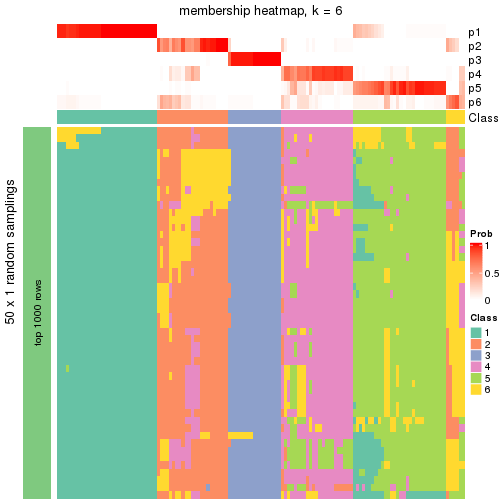 membership heatmap, k = 6
p1
p2
p3
p4
p5
p6
Class
50 x 1 random samplings
top 1000 rows
Prob
1
0.5
0
Class
1
2
3
4
5
6